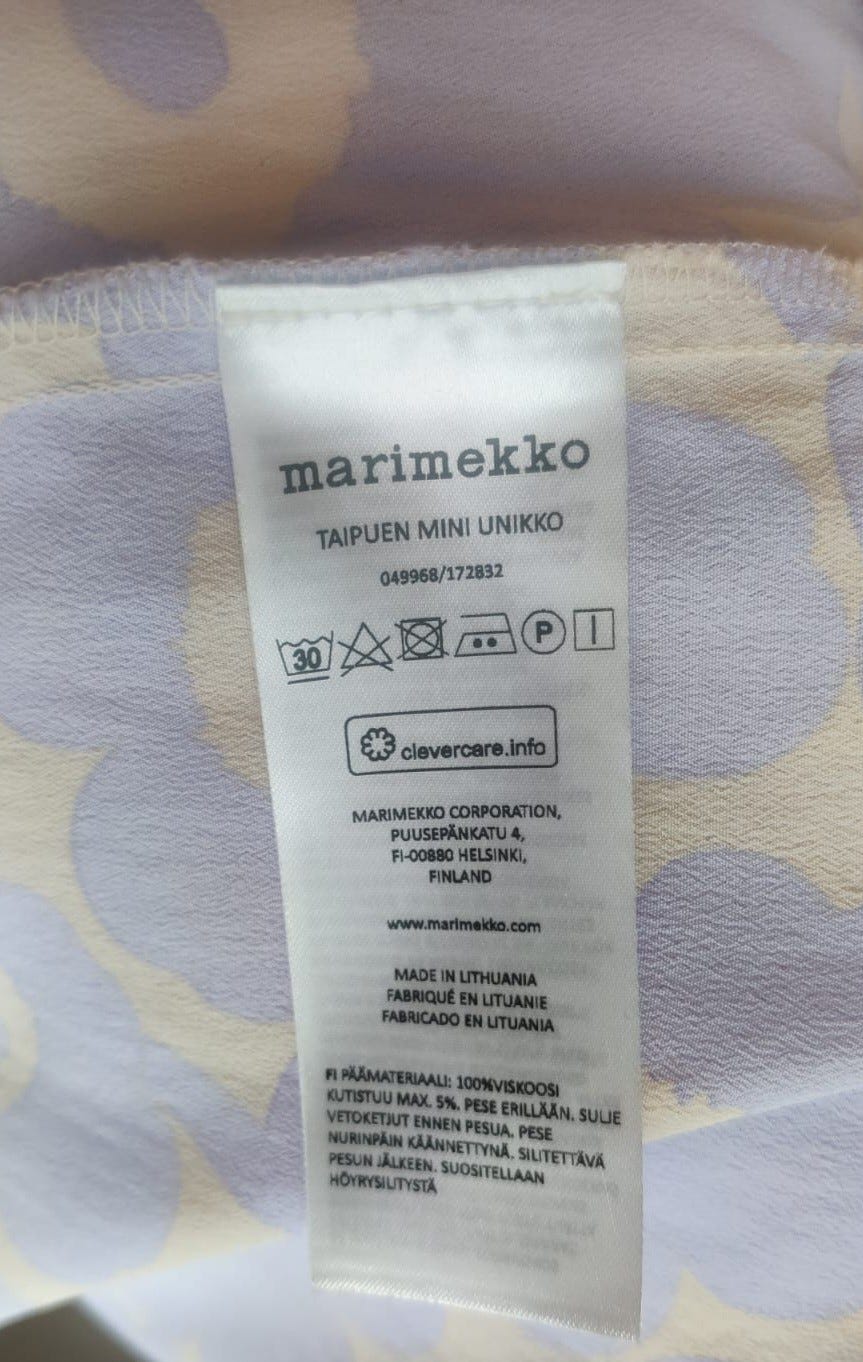 marimekko
TAIPUEN MINI UNIKKO
049968/172832
30 P
clevercare.info
MARIMEKKO CORPORATION,
PUUSEPÄNKATU 4,
FI-00880 HELSINKI,
FINLAND
www.marimekko.com
MADE IN LITHUANIA
FABRIQUÉ EN LITUANIE
FABRICADO EN LITUANIA
FI PÄÄMATERIAALI: 100%VISKOOSI
KUTISTUU MAX. 5%. PESE ERILLÄÄN. SULJE
VETOKETJUT ENNEN PESUA. PESE
NURINPÄIN KÄÄNNETTYNÄ. SILITETTÄVÄ
PESUN JÄLKEEN. SUOSITELLAAN
HÖYRYSILITYSTÄ